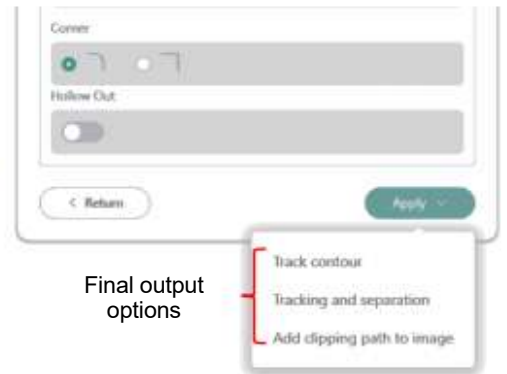 Corner
Hollow Out
< Return
Apply
Track contour
Final output
options
Tracking and separation
Add clipping path to image